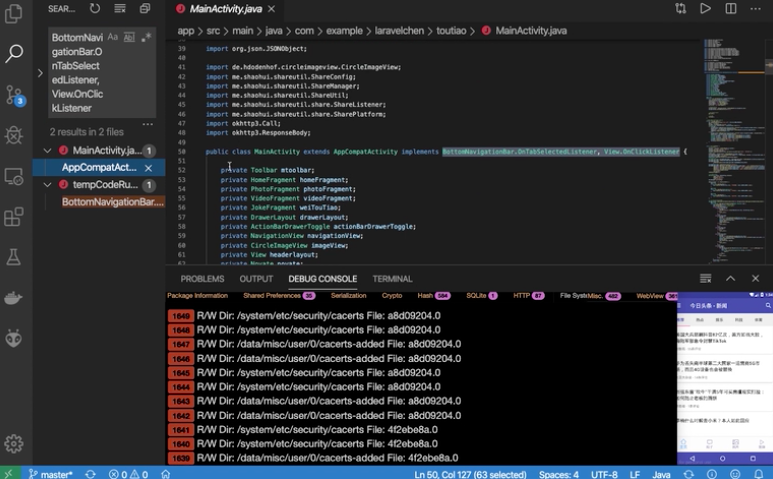 SEAR...
MainActivity.java
BottomNavi
gationBar.O
nTabSelect
edListener,
View.OnClic
kListener
Aa
Ab
2 results in 2 files
MainActivity.ja... 1
AppCompatAct...
tempCodeRu... 1
BottomNavigationBar....
app > src > main > java > com > example > laravelchen > toutiao > MainActivity.java
39 import org.json.JSONObject;
40
41 import de.hdodenhof.circleimageview.CircleImageView;
42 import me.shaohui.shareutil.ShareConfig;
43 import me.shaohui.shareutil.ShareManager;
44 import me.shaohui.shareutil.ShareUtil;
45 import me.shaohui.shareutil.share.ShareListener;
46 import me.shaohui.shareutil.share.SharePlatform;
47 import okhttp3.Call;
48 import okhttp3.ResponseBody;
49
50 public class MainActivity extends AppCompatActivity implements BottomNavigationBar.OnTabSelectedListener, View.OnClickListener {
51
52 private Toolbar mtoolbar;
53 private HomeFragment homeFragment;
54 private PhotoFragment photoFragment;
55 private VideoFragment videoFragment;
56 private JokeFragment weiTouTiao;
57 private DrawerLayout drawerLayout;
58 private ActionBarDrawerToggle actionBarDrawerToggle;
59 private NavigationView navigationView;
60 private CircleImageView imageView;
61 private View headerlayout;
62
PROBLEMS OUTPUT DEBUG CONSOLE TERMINAL
Package Information Shared Preferences 25 Serialization Crypto Hash 584 SQLite 1 HTTP 87 File Syst Misc. 482 WebView
1649 R/W Dir: /system/etc/security/cacerts File: a8d09204.0
1648 R/W Dir: /system/etc/security/cacerts File: a8d09204.0
1647 R/W Dir: /data/misc/user/0/cacerts-added File: a8d09204.0
1646 R/W Dir: /data/misc/user/0/cacerts-added File: a8d09204.0
1645 R/W Dir: /system/etc/security/cacerts File: a8d09204.0
1644 R/W Dir: /system/etc/security/cacerts File: a8d09204.0
1643 R/W Dir: /data/misc/user/0/cacerts-added File: a8d09204.0
1642 R/W Dir: /data/misc/user/0/cacerts-added File: a8d09204.0
1641 R/W Dir: /system/etc/security/cacerts File: 4f2ebe8a.0
1640 R/W Dir: /system/etc/security/cacerts File: 4f2ebe8a.0
1639 R/W Dir: /data/misc/user/0/cacerts-added File: 4f2ebe8a.0
今日头条 · 新闻
3
master* 0 0 Ln 50, Col 127 (63 selected) Spaces: 4 UTF-8 LF Java